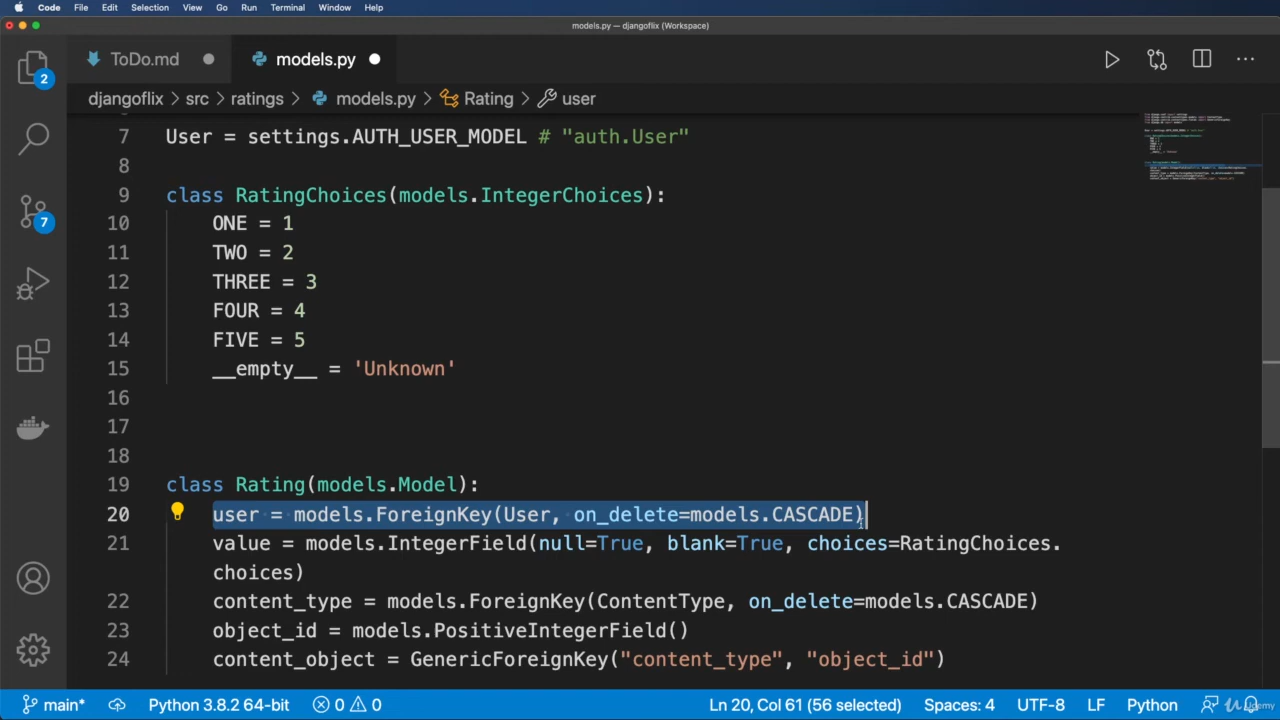 Code File Edit Selection View Go Run Terminal Window Help
models.py — djangoflix (Workspace)
ToDo.md models.py
djangoflix > src > ratings > models.py > Rating > user
2
7
7 User = settings.AUTH_USER_MODEL # "auth.User"
8
9 class RatingChoices(models.IntegerChoices):
10 ONE = 1
11 TWO = 2
12 THREE = 3
13 FOUR = 4
14 FIVE = 5
15 __empty__ = 'Unknown'
16
17
18
19 class Rating(models.Model):
20 user = models.ForeignKey(User, on_delete=models.CASCADE)
21 value = models.IntegerField(null=True, blank=True, choices=RatingChoices.
choices)
22 content_type = models.ForeignKey(ContentType, on_delete=models.CASCADE)
23 object_id = models.PositiveIntegerField()
24 content_object = GenericForeignKey("content_type", "object_id")
main* Python 3.8.2 64-bit 0 0 Ln 20, Col 61 (56 selected) Spaces: 4 UTF-8 LF Python Udemy